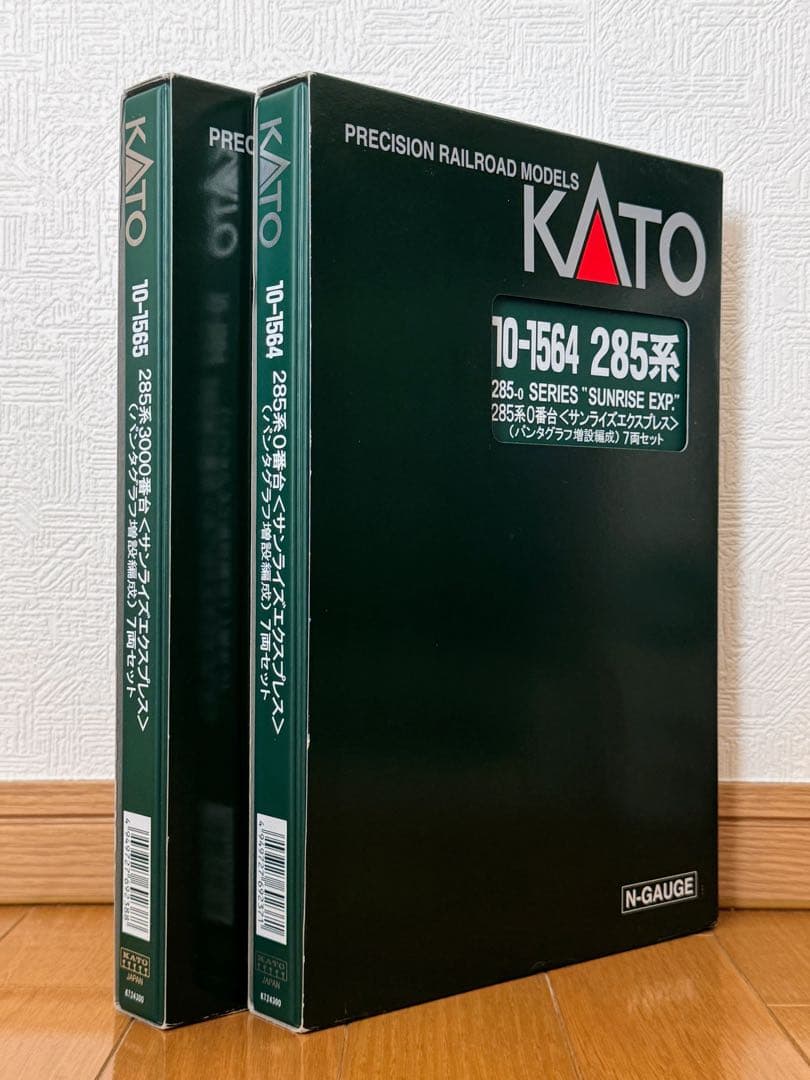 KATO
10-1565 285系3000番台〈サンライズエクスプレス〉
(パンタグラフ増設編成) 7両セット
4949727692388
KATO
JAPAN
PREC
KATO
10-1564 285系0番台〈サンライズエクスプレス〉
(パンタグラフ増設編成) 7両セット
4949727692371
KATO
JAPAN
PRECISION RAILROAD MODELS
KATO
10-1564 285系
285-0 SERIES "SUNRISE EXP."
285系0番台〈サンライズエクスプレス〉
(パンタグラフ増設編成) 7両セット
N-GAUGE